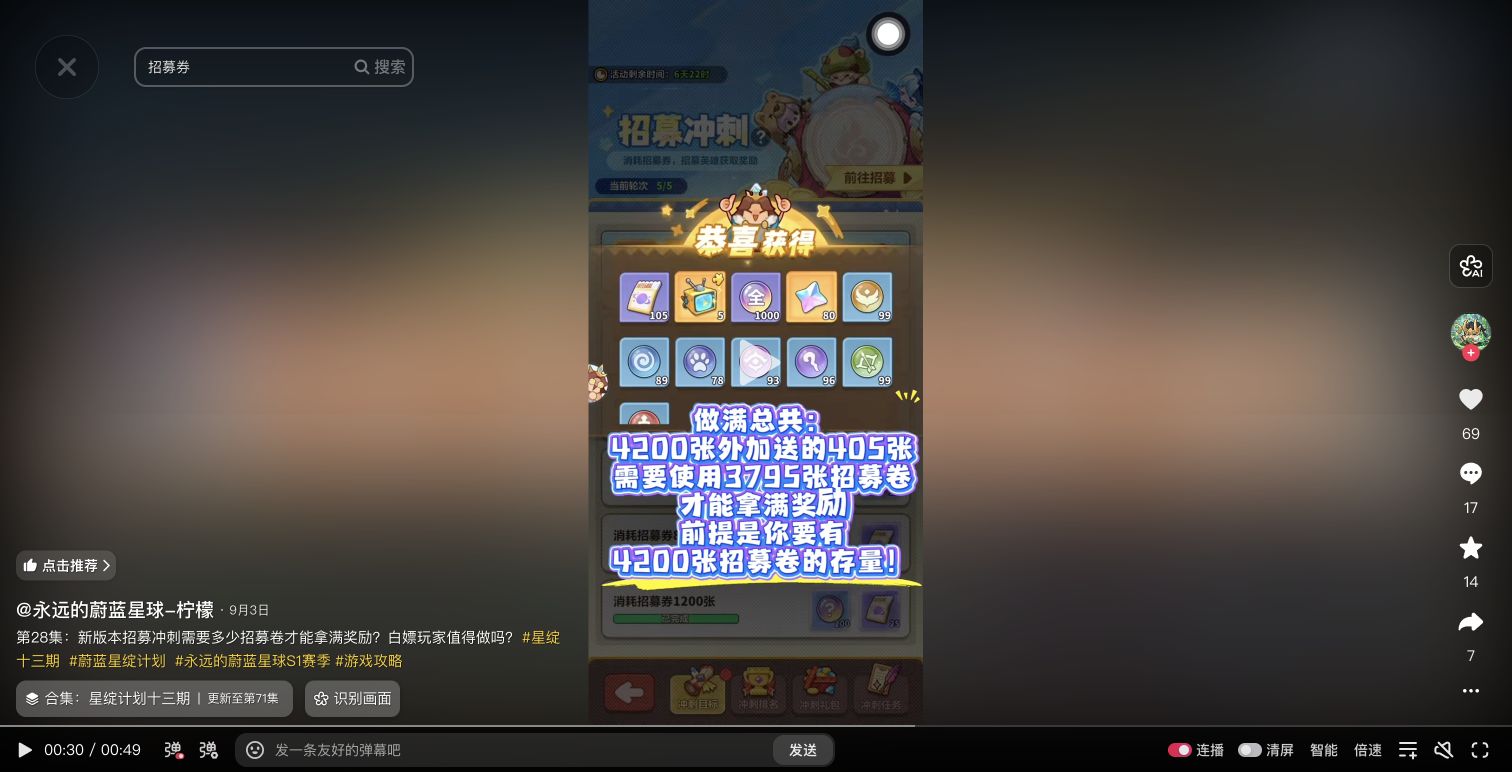 招募券
搜索
活动剩余时间：6天22时
招募冲刺
?
消耗招募券，招募英雄获取奖励
前往招募
当前轮次 5/5
恭喜获得
105
5
全
1000
80
99
89
78
93
96
99
做满总共：
4200张外加送的405张
需要使用3795张招募卷
才能拿满奖励
前提是你要有
4200张招募卷的存量！
消耗招募券8
消耗招募券1200张
已完成
100
25
冲刺目标
冲刺排名
冲刺礼包
冲刺任务
AI
69
17
14
7
点击推荐
@永远的蔚蓝星球-柠檬 · 9月3日
第28集：新版本招募冲刺需要多少招募卷才能拿满奖励？白嫖玩家值得做吗？ #星绽
十三期 #蔚蓝星绽计划 #永远的蔚蓝星球S1赛季 #游戏攻略
合集：星绽计划十三期 | 更新至第71集
识别画面
00:30 / 00:49
弹
弹
发一条友好的弹幕吧
发送
连播
清屏
智能
倍速